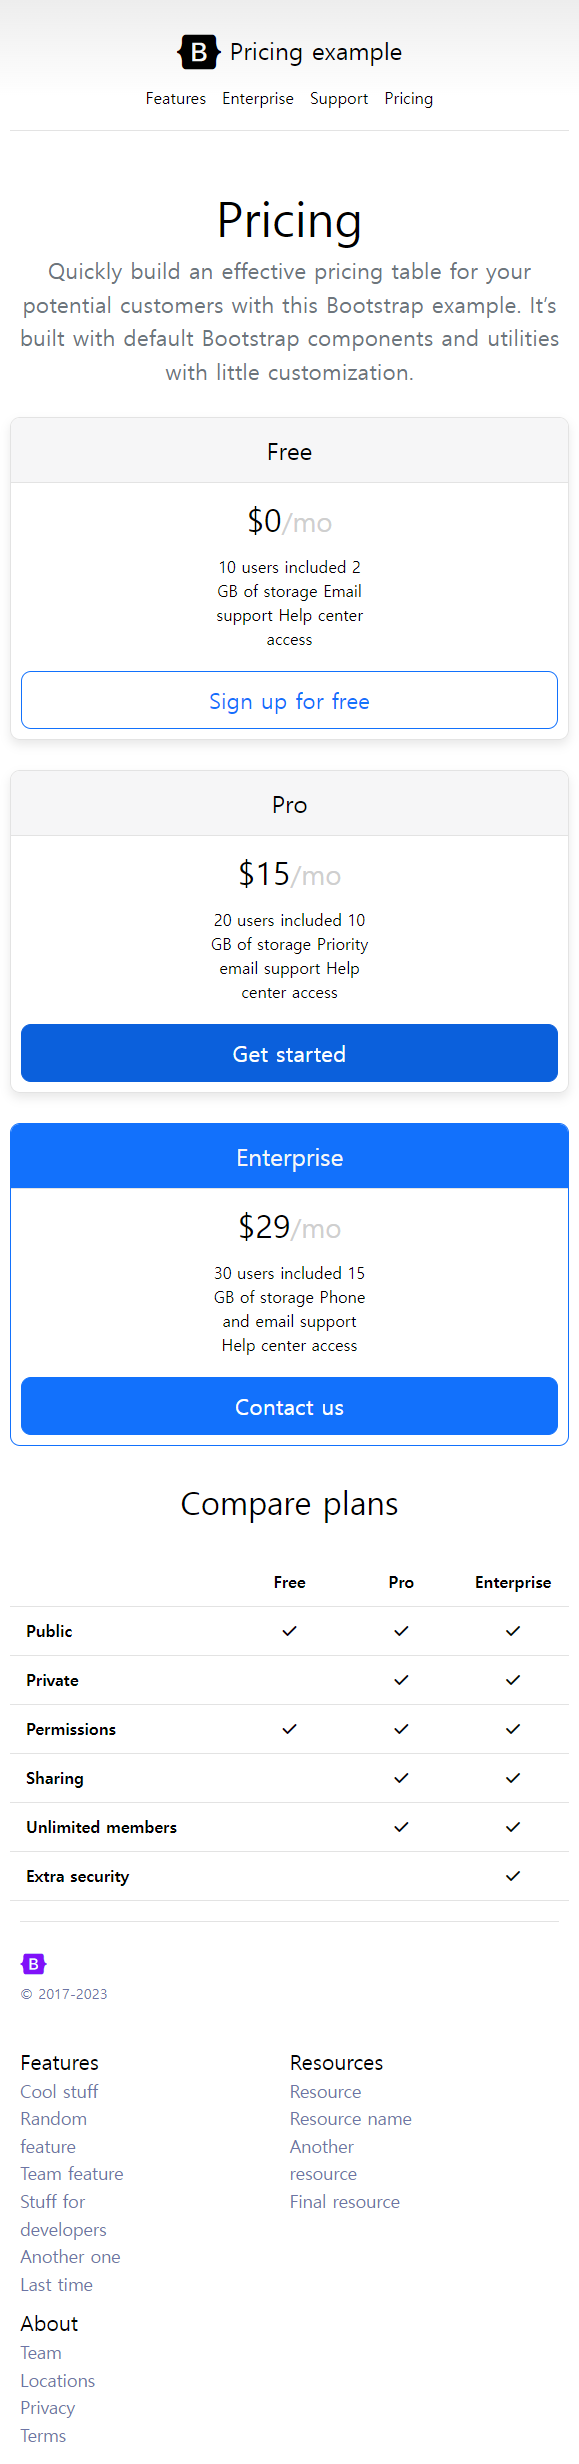 B Pricing example
Features Enterprise Support Pricing
Pricing
Quickly build an effective pricing table for your
potential customers with this Bootstrap example. It’s
built with default Bootstrap components and utilities
with little customization.
Free
$0/mo
10 users included 2
GB of storage Email
support Help center
access
Sign up for free
Pro
$15/mo
20 users included 10
GB of storage Priority
email support Help
center access
Get started
Enterprise
$29/mo
30 users included 15
GB of storage Phone
and email support
Help center access
Contact us
Compare plans
Free Pro Enterprise
Public
Private
Permissions
Sharing
Unlimited members
Extra security
B
© 2017-2023
Features
Cool stuff
Random
feature
Team feature
Stuff for
developers
Another one
Last time
Resources
Resource
Resource name
Another
resource
Final resource
About
Team
Locations
Privacy
Terms